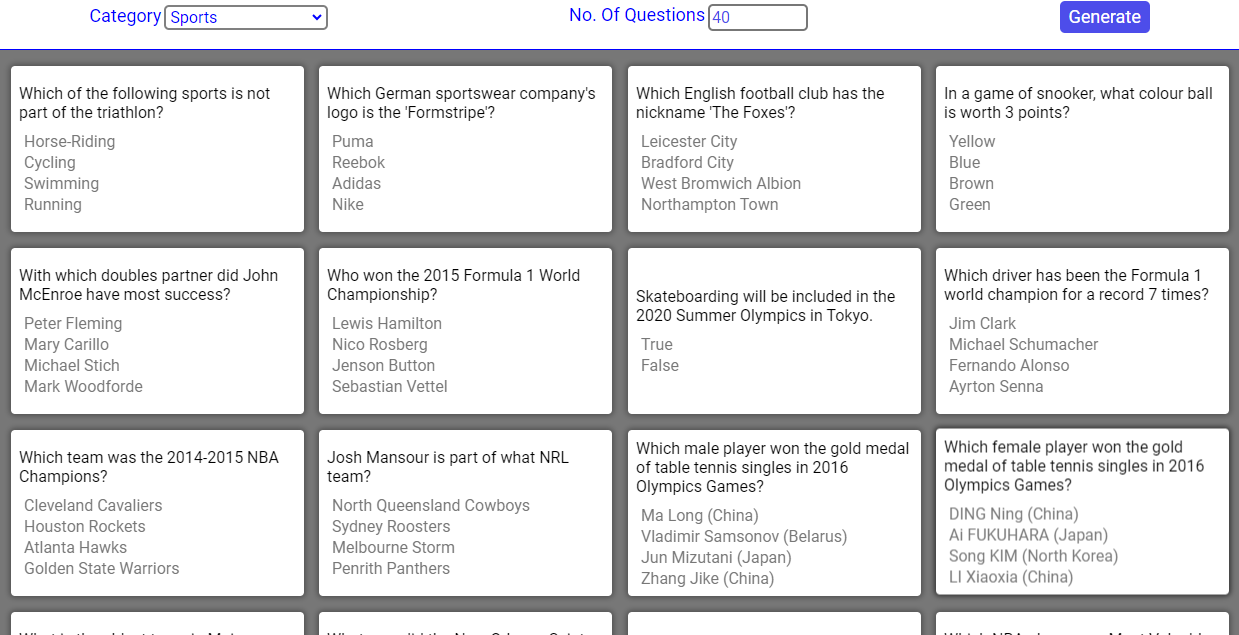 Category Sports No. Of Questions 40 Generate
Which of the following sports is not
part of the triathlon?
Horse-Riding
Cycling
Swimming
Running
Which German sportswear company's
logo is the 'Formstripe'?
Puma
Reebok
Adidas
Nike
Which English football club has the
nickname 'The Foxes'?
Leicester City
Bradford City
West Bromwich Albion
Northampton Town
In a game of snooker, what colour ball
is worth 3 points?
Yellow
Blue
Brown
Green
With which doubles partner did John
McEnroe have most success?
Peter Fleming
Mary Carillo
Michael Stich
Mark Woodforde
Who won the 2015 Formula 1 World
Championship?
Lewis Hamilton
Nico Rosberg
Jenson Button
Sebastian Vettel
Skateboarding will be included in the
2020 Summer Olympics in Tokyo.
True
False
Which driver has been the Formula 1
world champion for a record 7 times?
Jim Clark
Michael Schumacher
Fernando Alonso
Ayrton Senna
Which team was the 2014-2015 NBA
Champions?
Cleveland Cavaliers
Houston Rockets
Atlanta Hawks
Golden State Warriors
Josh Mansour is part of what NRL
team?
North Queensland Cowboys
Sydney Roosters
Melbourne Storm
Penrith Panthers
Which male player won the gold medal
of table tennis singles in 2016
Olympics Games?
Ma Long (China)
Vladimir Samsonov (Belarus)
Jun Mizutani (Japan)
Zhang Jike (China)
Which female player won the gold
medal of table tennis singles in 2016
Olympics Games?
DING Ning (China)
Ai FUKUHARA (Japan)
Song KIM (North Korea)
LI Xiaoxia (China)